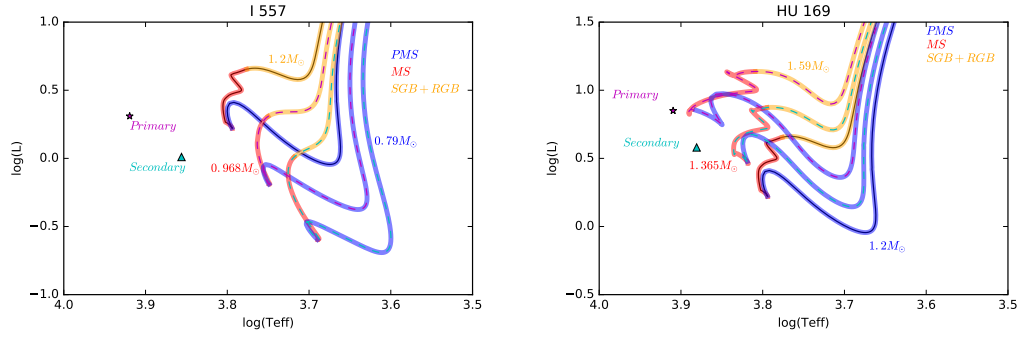 I 557
1.0
0.5
0.0
−0.5
−1.0
log(L)
4.0 3.9 3.8 3.7 3.6 3.5
log(Teff)
1.2M☉
PMS
MS
SGB+RGB
Primary
Secondary
0.968M☉
0.79M☉
HU 169
1.5
1.0
0.5
0.0
−0.5
log(L)
4.0 3.9 3.8 3.7 3.6 3.5
log(Teff)
PMS
MS
SGB+RGB
1.59M☉
Primary
Secondary
1.365M☉
1.2M☉